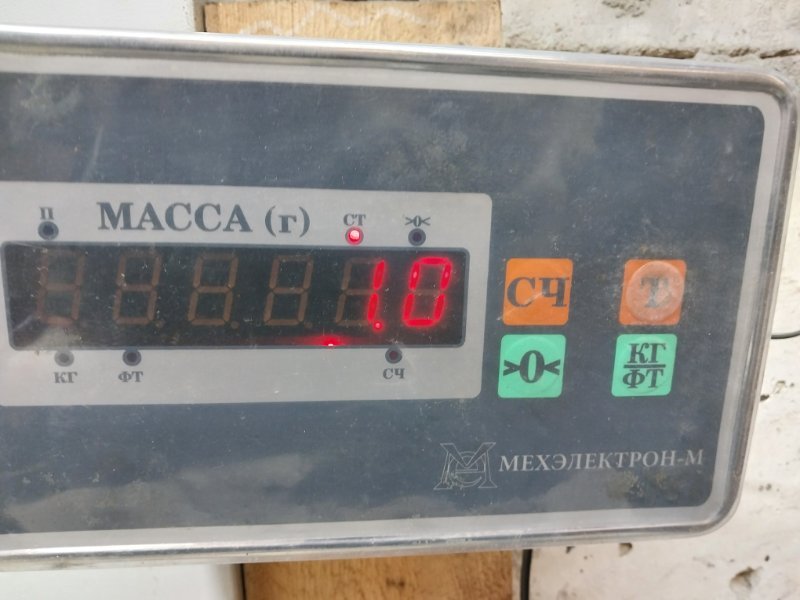 П
МАССА (г)
СТ
>0<
1.0
КГ
ФТ
СЧ
СЧ
Т
>0<
КГ
ФТ
МЕХЭЛЕКТРОН-М